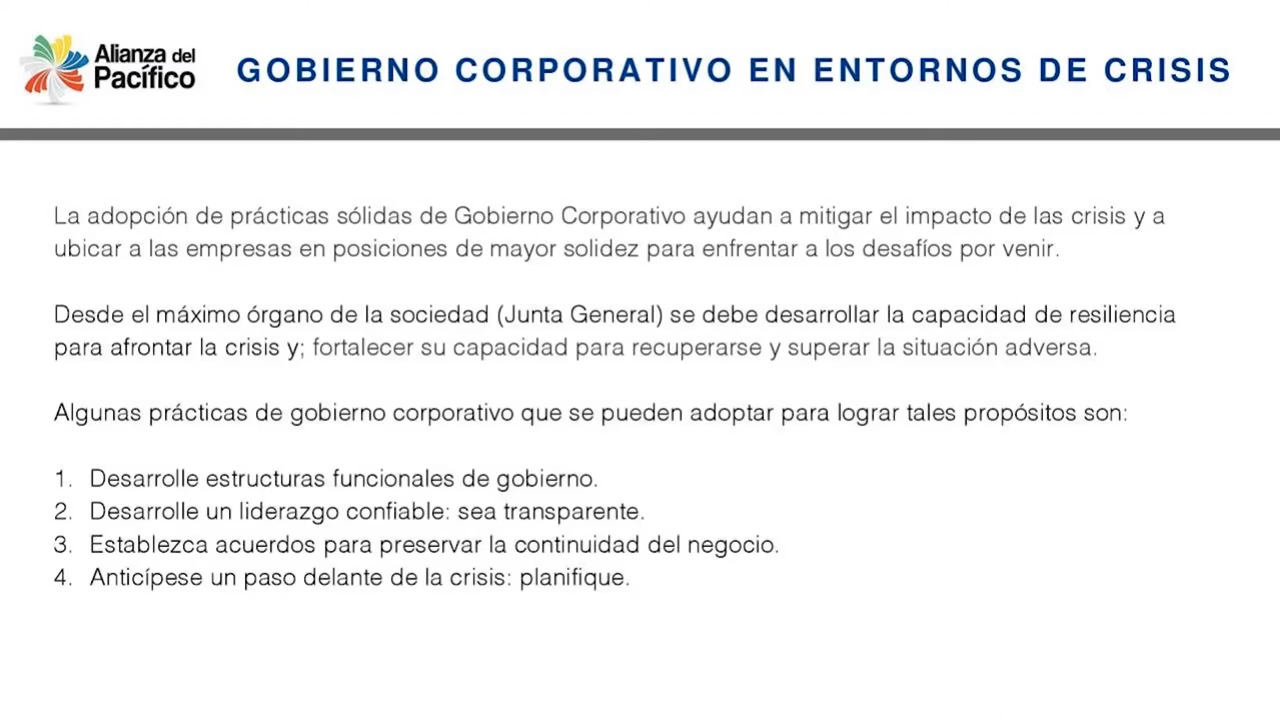 Alianza del
Pacífico
GOBIERNO CORPORATIVO EN ENTORNOS DE CRISIS
La adopción de prácticas sólidas de Gobierno Corporativo ayudan a mitigar el impacto de las crisis y a
ubicar a las empresas en posiciones de mayor solidez para enfrentar a los desafíos por venir.
Desde el máximo órgano de la sociedad (Junta General) se debe desarrollar la capacidad de resiliencia
para afrontar la crisis y; fortalecer su capacidad para recuperarse y superar la situación adversa.
Algunas prácticas de gobierno corporativo que se pueden adoptar para lograr tales propósitos son:
1. Desarrolle estructuras funcionales de gobierno.
2. Desarrolle un liderazgo confiable: sea transparente.
3. Establezca acuerdos para preservar la continuidad del negocio.
4. Anticípese un paso delante de la crisis: planifique.